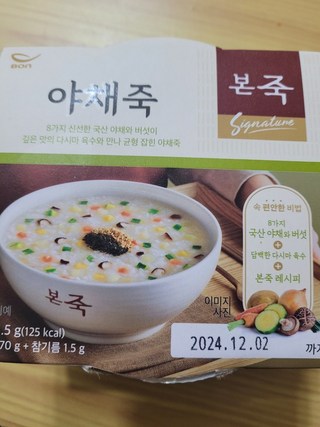 BON
야채죽
8가지 신선한 국산 야채와 버섯이
깊은 맛의 다시마 육수와 만나 균형 잡힌 야채죽
본죽
Signature
속 편안한 비법
8가지
국산 야채와 버섯
+
담백한 다시마 육수
+
본죽 레시피
본죽
이미지
사진
.5 g(125 kcal)
70 g + 참기름 1.5 g
2024.12.02
까지